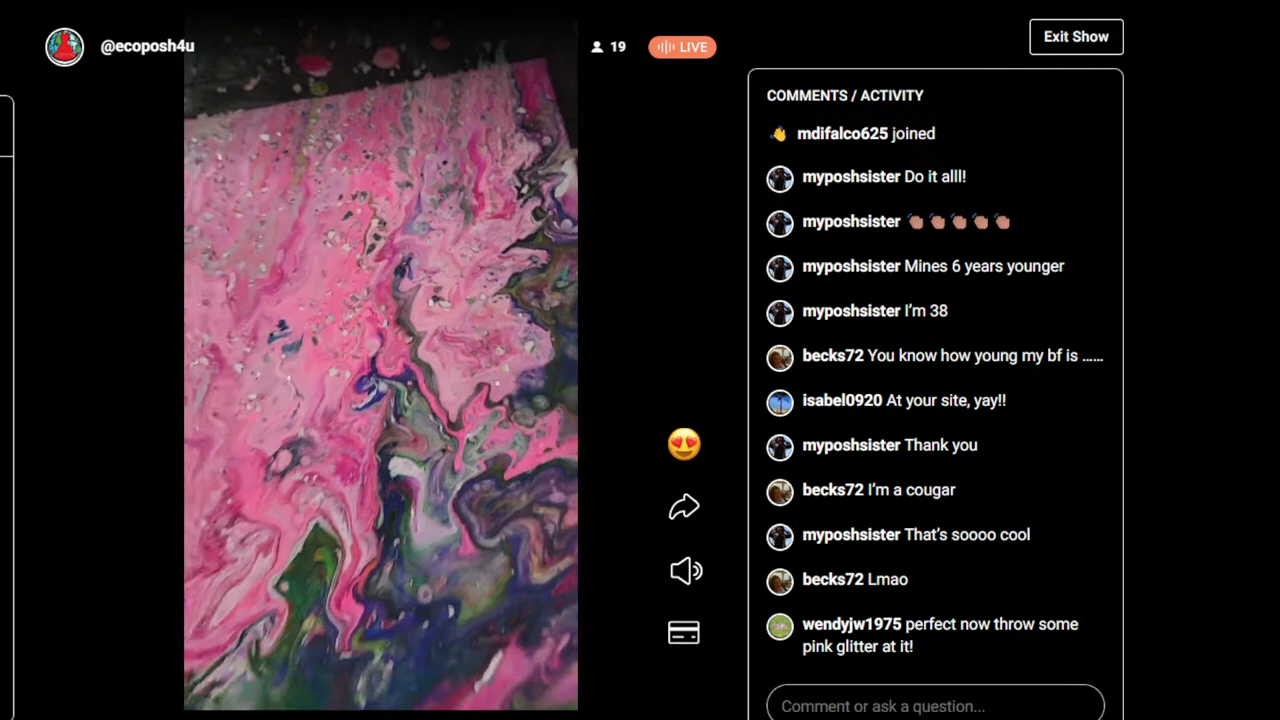 @ecoposh4u
19
LIVE
Exit Show
COMMENTS / ACTIVITY
👋 mdifalco625 joined
myposhsister Do it alll!
myposhsister 👏🏽👏🏽👏🏽👏🏽👏🏽
myposhsister Mines 6 years younger
myposhsister I'm 38
becks72 You know how young my bf is ......
isabel0920 At your site, yay!!
myposhsister Thank you
becks72 I'm a cougar
myposhsister That's soooo cool
becks72 Lmao
wendyjw1975 perfect now throw some
pink glitter at it!
Comment or ask a question...